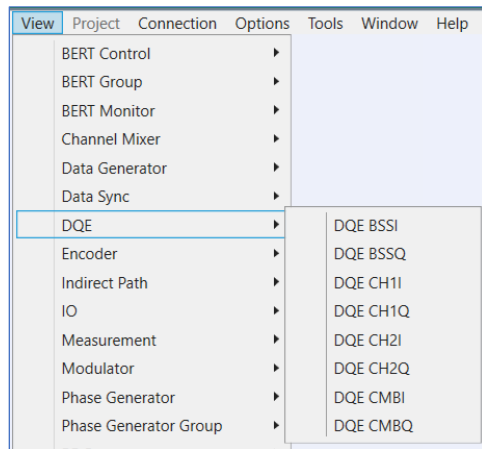 View Project Connection Options Tools Window Help
BERT Control
BERT Group
BERT Monitor
Channel Mixer
Data Generator
Data Sync
DQE
Encoder
Indirect Path
IO
Measurement
Modulator
Phase Generator
Phase Generator Group
DQE BSSI
DQE BSSQ
DQE CH1I
DQE CH1Q
DQE CH2I
DQE CH2Q
DQE CMBI
DQE CMBQ